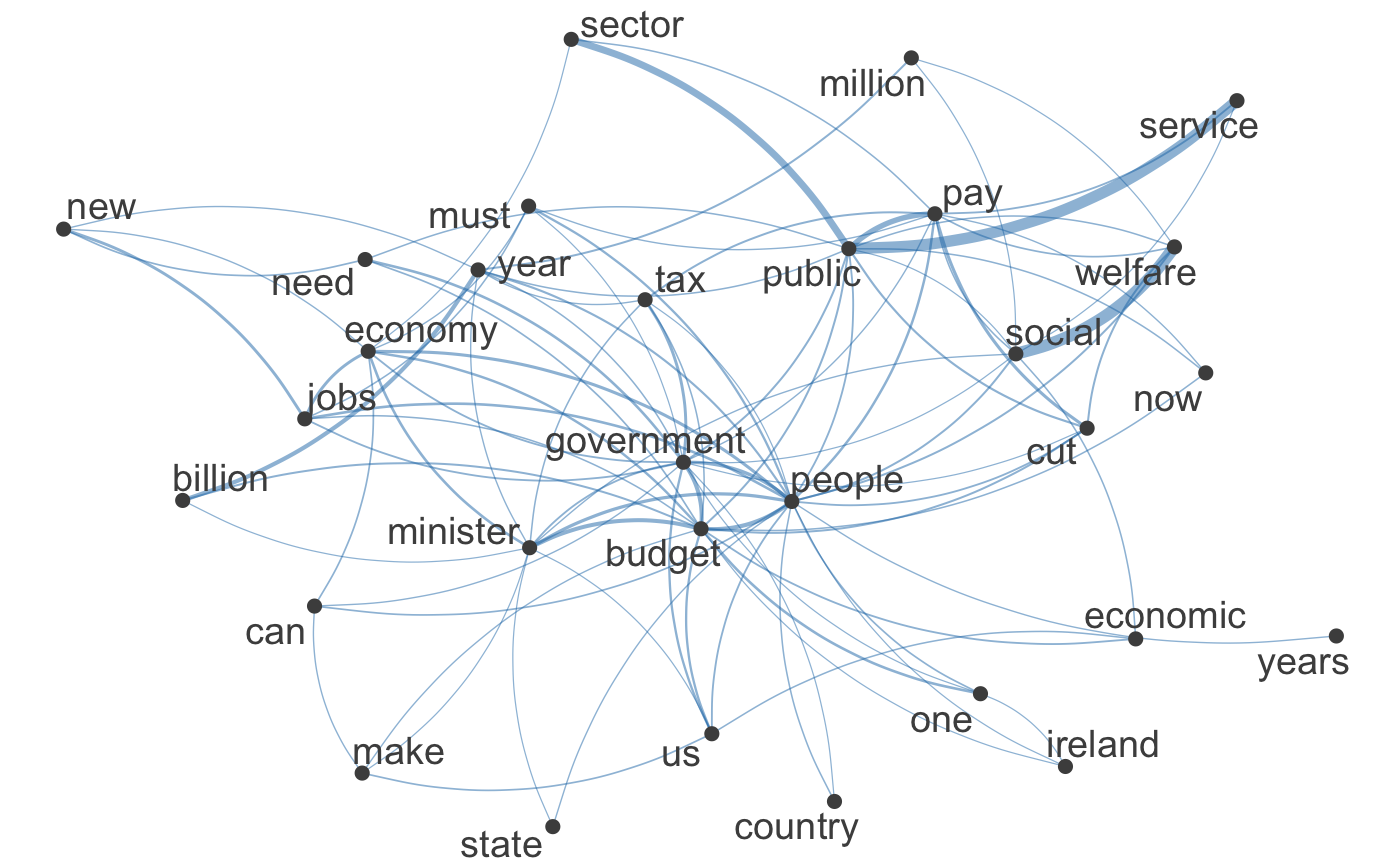 sector
million
service
new
must
pay
need
year
tax
public
welfare
economy
social
jobs
now
government
cut
billion
people
minister
budget
can
economic
years
one
make
us
ireland
state
country